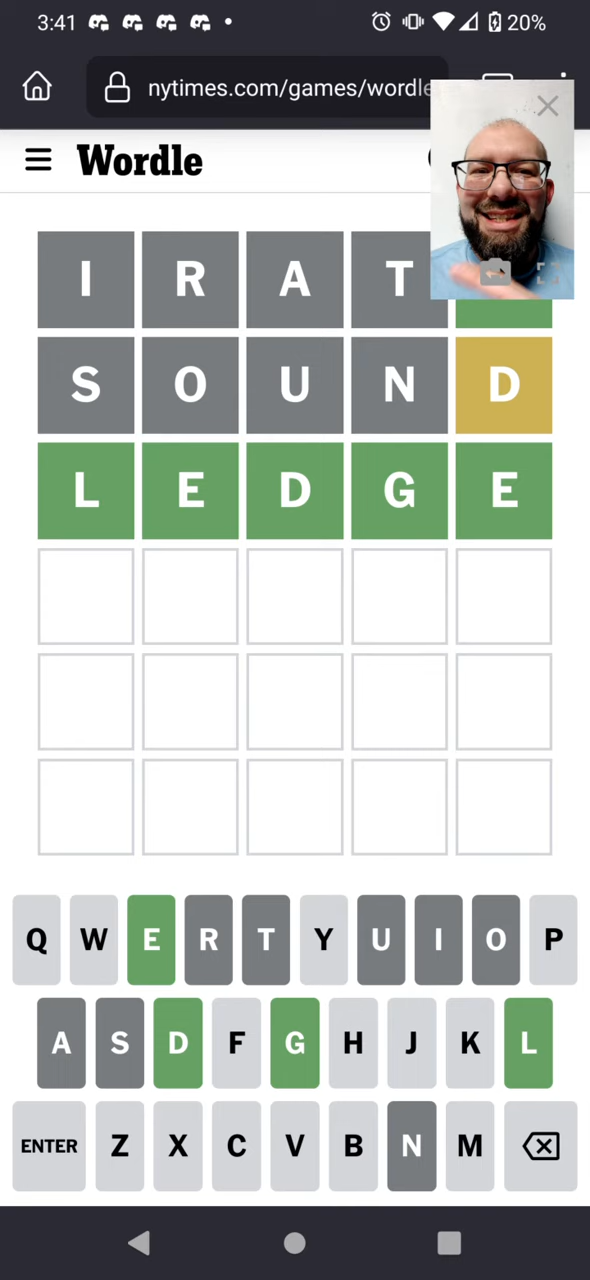 3:41
20%
nytimes.com/games/wordle
Wordle
I R A T
S O U N D
L E D G E
Q W E R T Y U I O P
A S D F G H J K L
ENTER Z X C V B N M